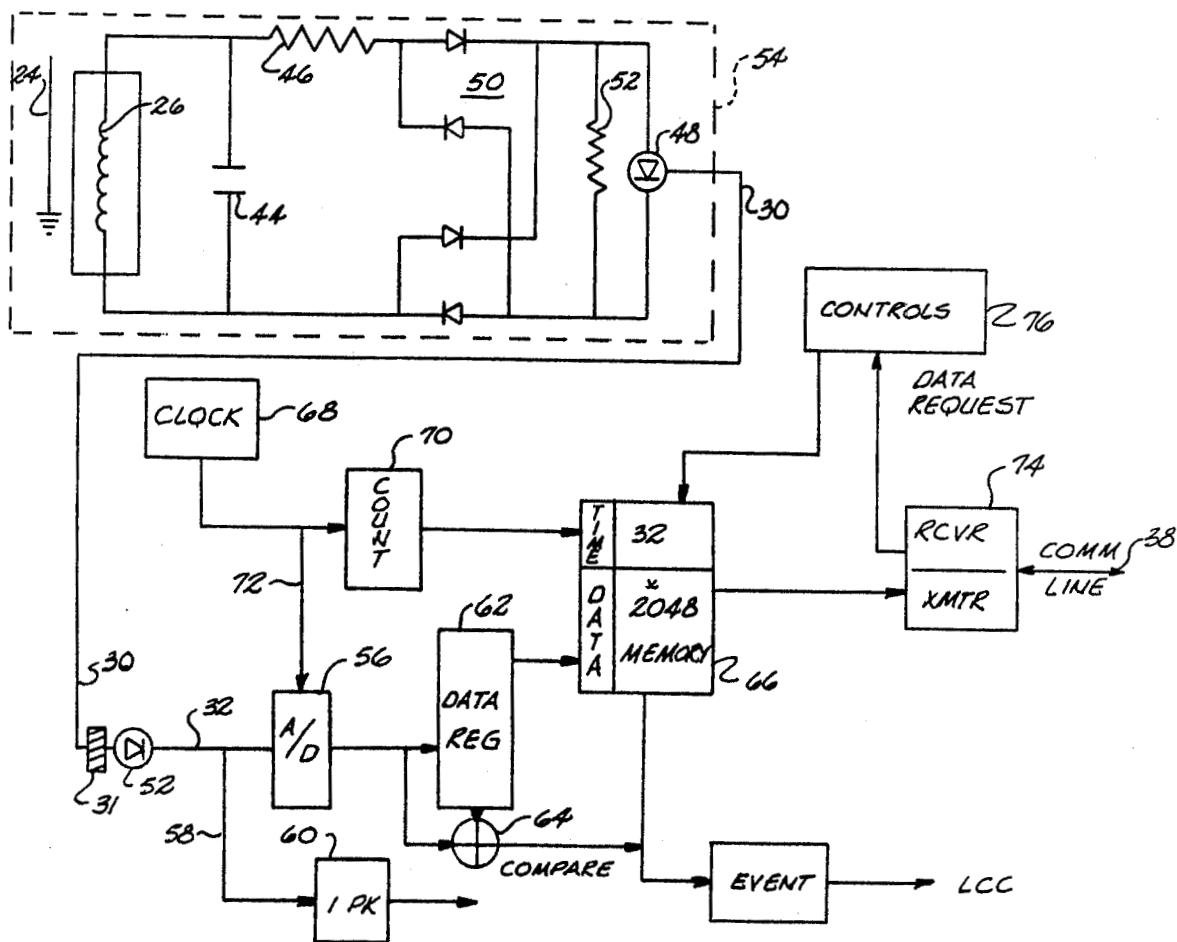 24
26
46
50
52
48
54
44
30
CONTROLS
76
DATA
REQUEST
CLOCK
68
70
COUNT
TIME
32
74
RCVR
XMTR
COMM
LINE
38
72
62
DATA
*
2048
MEMORY
66
30
56
32
A/D
DATA
REG
31
52
58
60
1 PK
64
COMPARE
EVENT
LCC